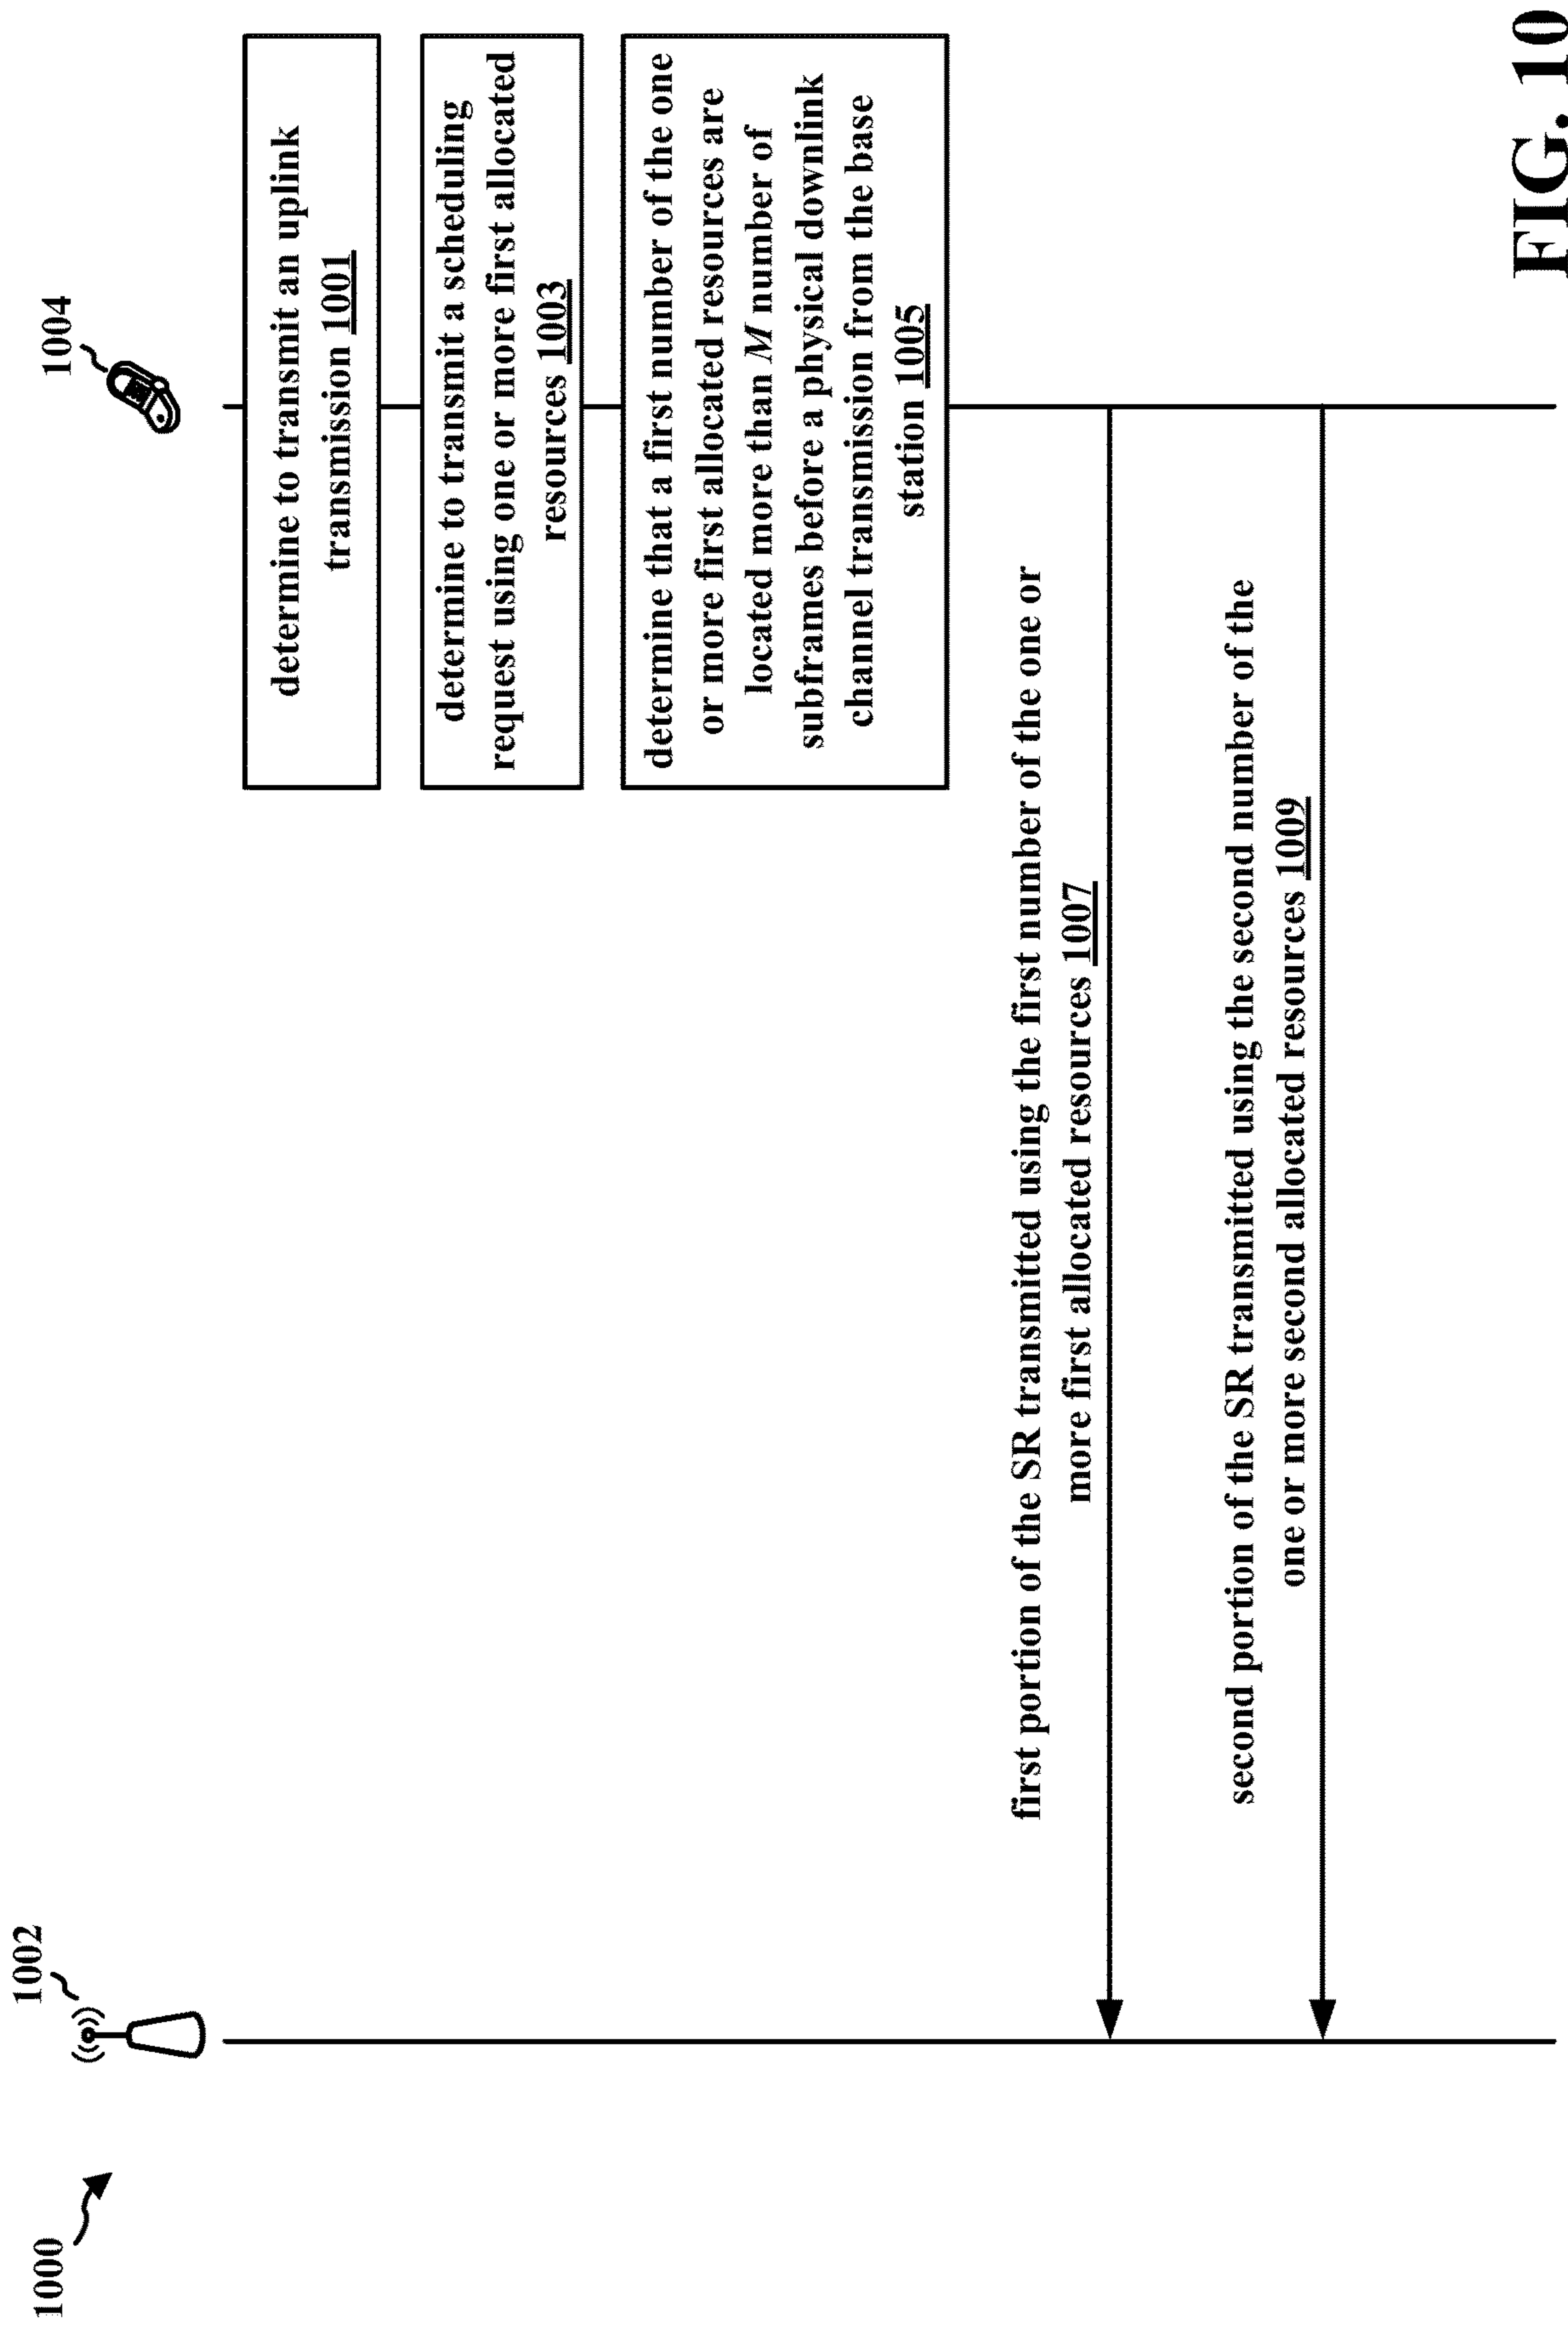 1000
1002
1004
determine to transmit an uplink
transmission 1001
determine to transmit a scheduling
request using one or more first allocated
resources 1003
determine that a first number of the one
or more first allocated resources are
located more than M number of
subframes before a physical downlink
channel transmission from the base
station 1005
first portion of the SR transmitted using the first number of the one or
more first allocated resources 1007
second portion of the SR transmitted using the second number of the
one or more second allocated resources 1009
FIG. 10